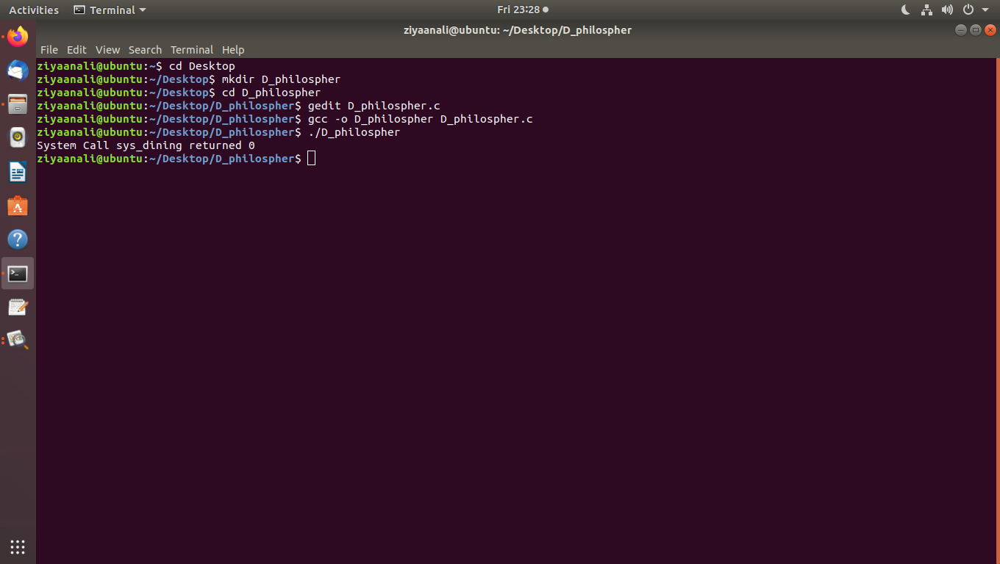 Activities Terminal Fri 23:28
ziyaanali@ubuntu: ~/Desktop/D_philospher
File Edit View Search Terminal Help
ziyaanali@ubuntu:~$ cd Desktop
ziyaanali@ubuntu:~/Desktop$ mkdir D_philospher
ziyaanali@ubuntu:~/Desktop$ cd D_philospher
ziyaanali@ubuntu:~/Desktop/D_philospher$ gedit D_philospher.c
ziyaanali@ubuntu:~/Desktop/D_philospher$ gcc -o D_philospher D_philospher.c
ziyaanali@ubuntu:~/Desktop/D_philospher$ ./D_philospher
System Call sys_dining returned 0
ziyaanali@ubuntu:~/Desktop/D_philospher$